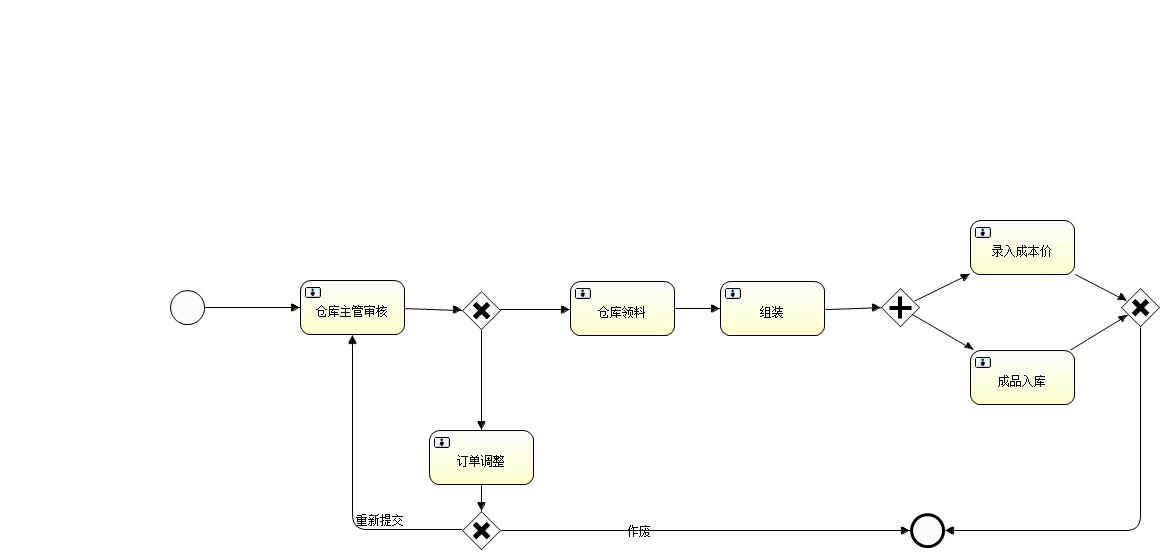 录入成本价
仓库主管审核
仓库领料
组装
成品入库
订单调整
重新提交
作废